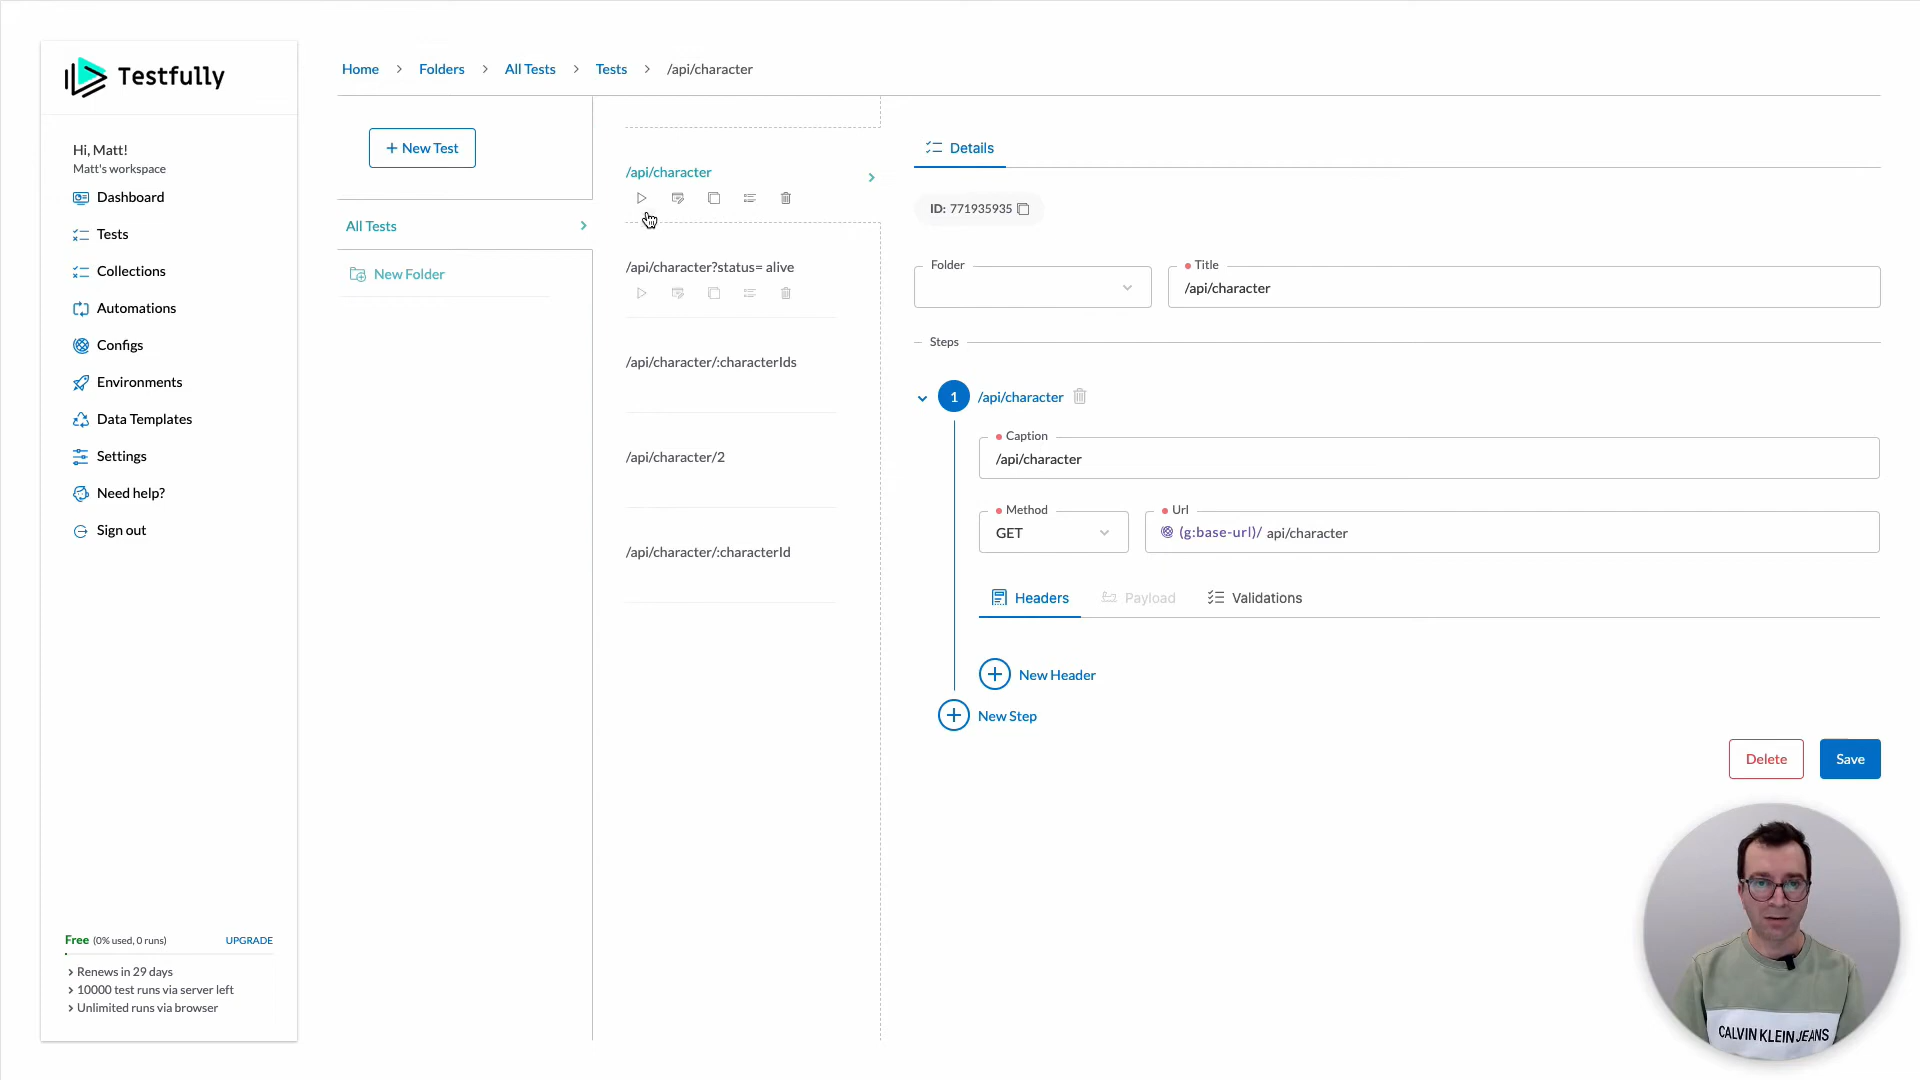 Testfully
Hi, Matt!
Matt's workspace
Dashboard
Tests
Collections
Automations
Configs
Environments
Data Templates
Settings
Need help?
Sign out
Free (0% used, 0 runs) UPGRADE
Renews in 29 days
10000 test runs via server left
Unlimited runs via browser
Home > Folders > All Tests > Tests > /api/character
+ New Test
All Tests
New Folder
/api/character
/api/character?status= alive
/api/character/:characterIds
/api/character/2
/api/character/:characterId
Details
ID: 771935935
Folder
Title
/api/character
Steps
1 /api/character
Caption
/api/character
Method
GET
Url
(g:base-url)/ api/character
Headers Payload Validations
New Header
New Step
Delete Save
CALVIN KLEIN JEANS